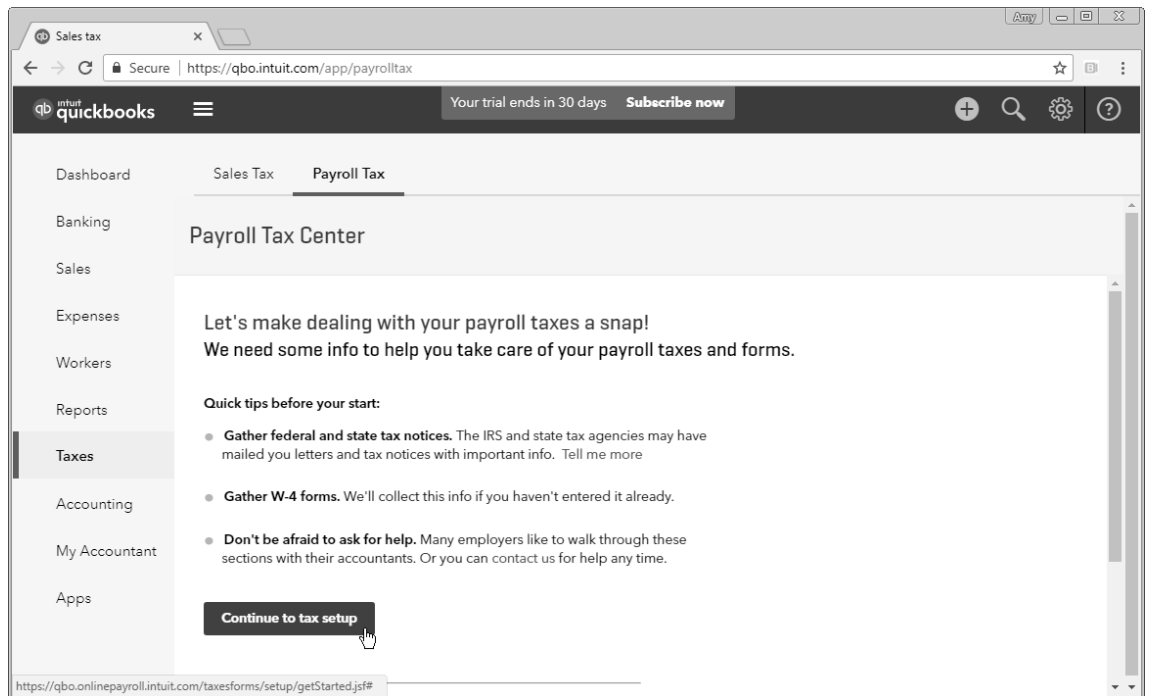 Amy
Sales tax
Secure | https://qbo.intuit.com/app/payrolltax
qb intuit quickbooks
Your trial ends in 30 days Subscribe now
Dashboard
Banking
Sales
Expenses
Workers
Reports
Taxes
Accounting
My Accountant
Apps
Sales Tax Payroll Tax
Payroll Tax Center
Let's make dealing with your payroll taxes a snap!
We need some info to help you take care of your payroll taxes and forms.
Quick tips before your start:
Gather federal and state tax notices. The IRS and state tax agencies may have
mailed you letters and tax notices with important info. Tell me more
Gather W-4 forms. We'll collect this info if you haven't entered it already.
Don't be afraid to ask for help. Many employers like to walk through these
sections with their accountants. Or you can contact us for help any time.
Continue to tax setup
https://qbo.onlinepayroll.intuit.com/taxesforms/setup/getStarted.jsf#